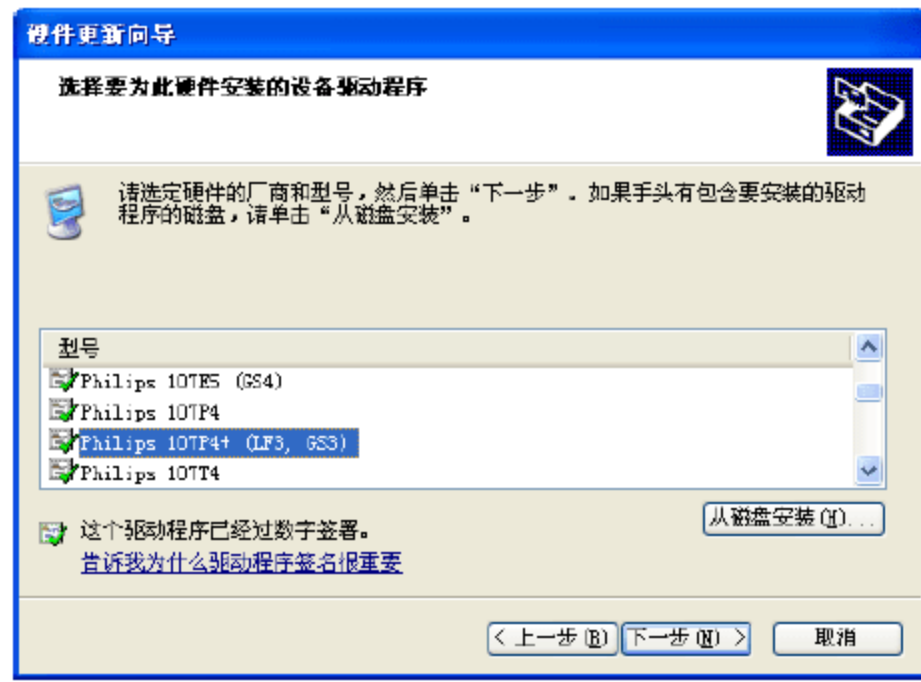 硬件更新向导
选择要为此硬件安装的设备驱动程序
请选定硬件的厂商和型号，然后单击“下一步”。如果手头有包含要安装的驱动
程序的磁盘，请单击“从磁盘安装”。
型号
Philips 107E5 (GS4)
Philips 107P4
Philips 107P4+ (LF3, GS3)
Philips 107T4
从磁盘安装(H)...
这个驱动程序已经过数字签署。
告诉我为什么驱动程序签名很重要
< 上一步(B) 下一步(N) > 取消